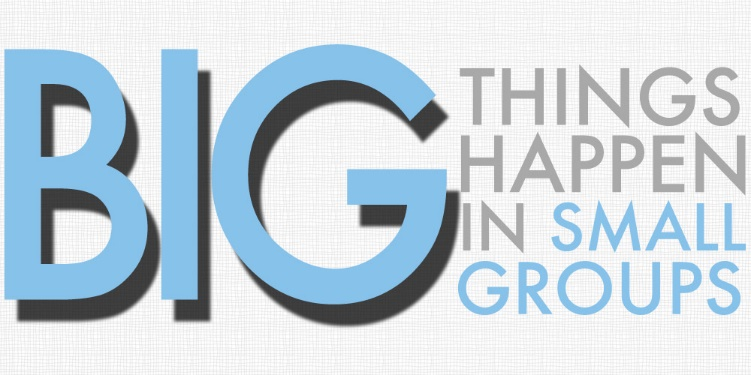 BIG
THINGS
HAPPEN
IN SMALL
GROUPS